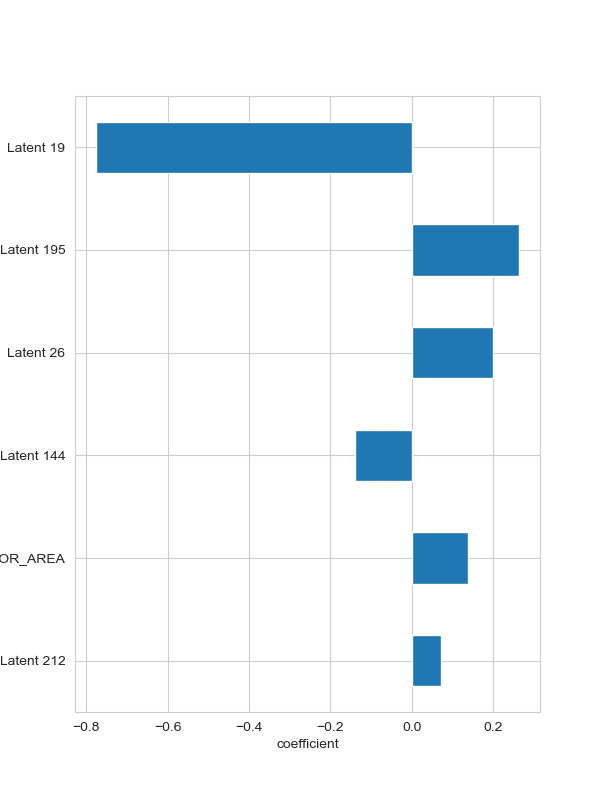 Latent 19
Latent 195
Latent 26
Latent 144
OR_AREA
Latent 212
−0.8 −0.6 −0.4 −0.2 0.0 0.2
coefficient